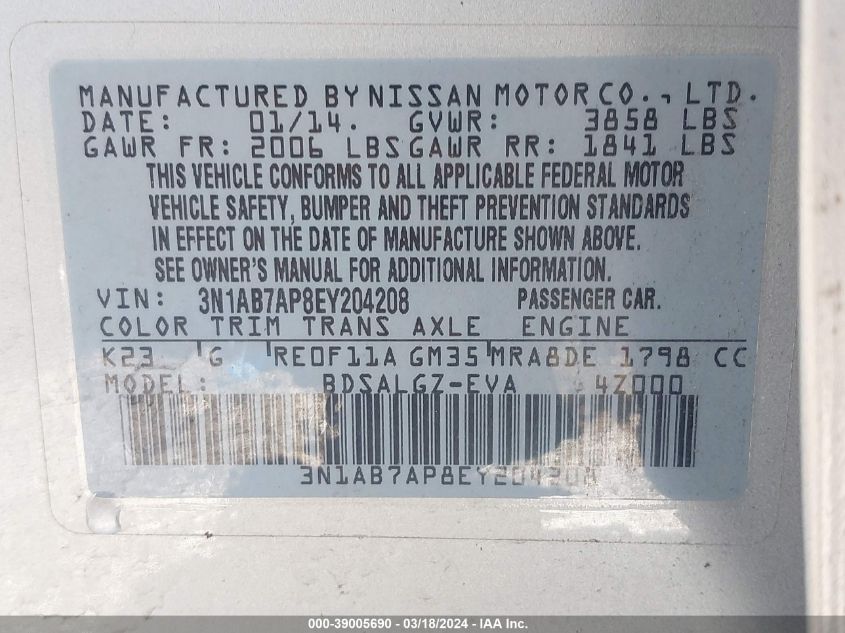 MANUFACTURED BY NISSAN MOTOR CO., LTD.
DATE: 01/14. GVWR: 3858 LBS
GAWR FR: 2006 LBS GAWR RR: 1841 LBS
THIS VEHICLE CONFORMS TO ALL APPLICABLE FEDERAL MOTOR
VEHICLE SAFETY, BUMPER AND THEFT PREVENTION STANDARDS
IN EFFECT ON THE DATE OF MANUFACTURE SHOWN ABOVE.
SEE OWNER'S MANUAL FOR ADDITIONAL INFORMATION.
VIN: 3N1AB7AP8EY204208 PASSENGER CAR.
COLOR TRIM TRANS AXLE ENGINE
K23 G RE0F11A GM35 MRA8DE 1798 CC
MODEL: BDSALGZ-EVA 4Z000
3N1AB7AP8EY204208
000-39005690 - 03/18/2024 - IAA Inc.